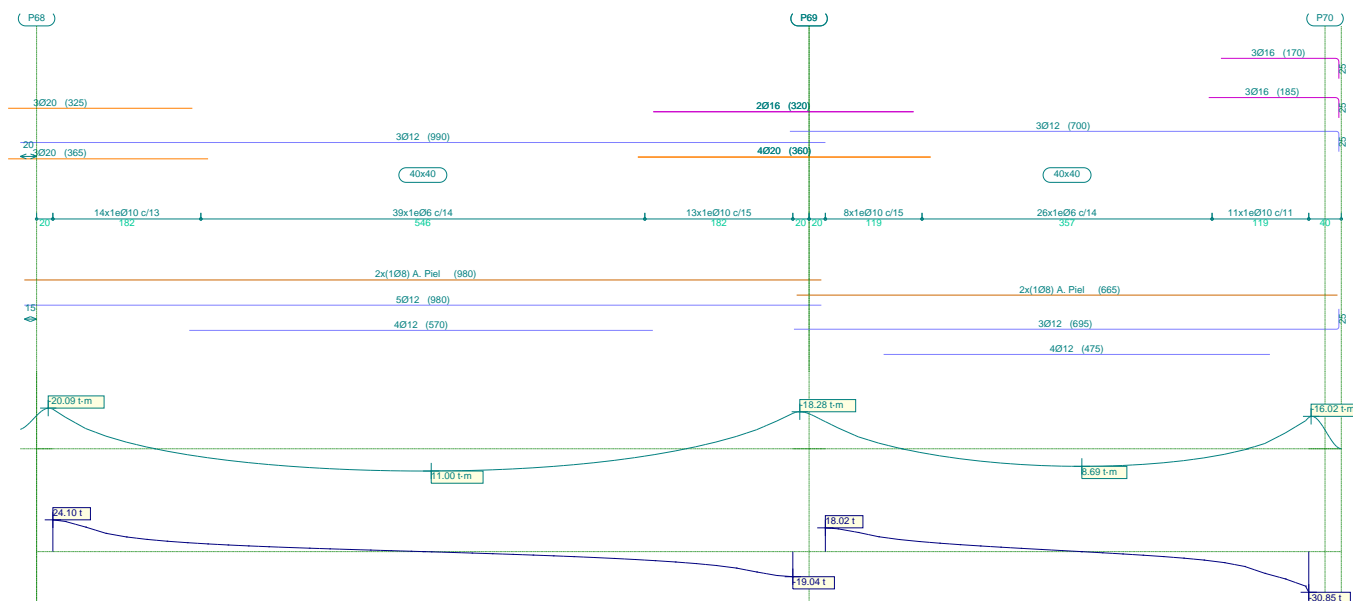 P68 P69 P70
3Ø16 (170)
25
3Ø16 (185)
3Ø20 (325)
2Ø16 (320)
25
3Ø12 (700)
3Ø12 (990)
25
20
3Ø20 (365)
4Ø20 (360)
40x40 40x40
14x1eØ10 c/13 39x1eØ6 c/14 13x1eØ10 c/15 8x1eØ10 c/15 26x1eØ6 c/14 11x1eØ10 c/11
20 182 546 182 20 20 119 357 119 40
2x(1Ø8) A. Piel (980)
2x(1Ø8) A. Piel (665)
5Ø12 (980)
15
25
4Ø12 (570)
3Ø12 (695)
4Ø12 (475)
-20.09 t·m
-18.28 t·m
-16.02 t·m
11.00 t·m
8.69 t·m
24.10 t
18.02 t
-19.04 t
-30.85 t